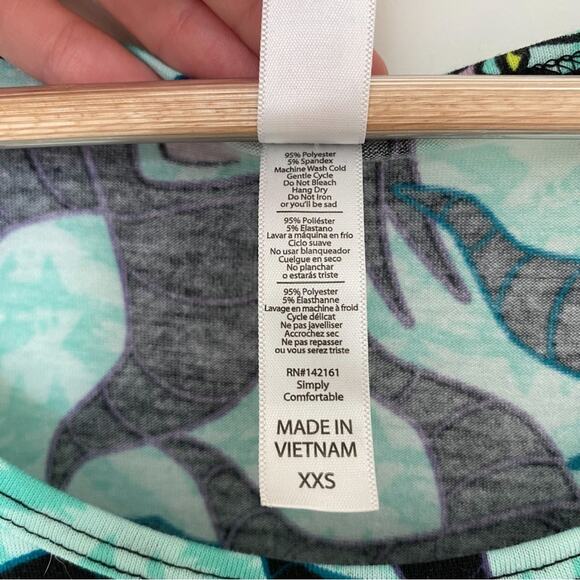 95% Polyester
5% Spandex
Machine Wash Cold
Gentle Cycle
Do Not Bleach
Hang Dry
Do Not Iron
or you'll be sad
95% Poliéster
5% Elastano
Lavar a máquina en frío
Ciclo suave
No usar blanqueador
Cuelgue en seco
No planchar
o estarás triste
95% Polyester
5% Élasthanne
Lavage en machine à froid
Cycle délicat
Ne pas javelliser
Accrochez sec
Ne pas repasser
ou vous serez triste
RN#142161
Simply
Comfortable
MADE IN
VIETNAM
XXS